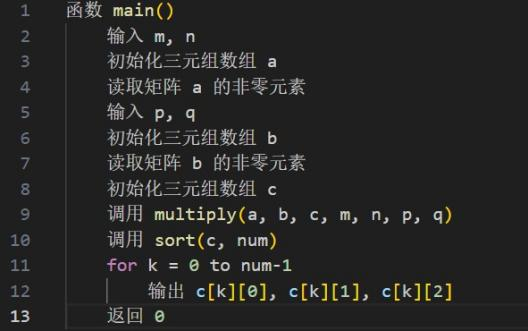 1 函数 main()
2 输入 m, n
3 初始化三元组数组 a
4 读取矩阵 a 的非零元素
5 输入 p, q
6 初始化三元组数组 b
7 读取矩阵 b 的非零元素
8 初始化三元组数组 c
9 调用 multiply(a, b, c, m, n, p, q)
10 调用 sort(c, num)
11 for k = 0 to num-1
12 输出 c[k][0], c[k][1], c[k][2]
13 返回 0